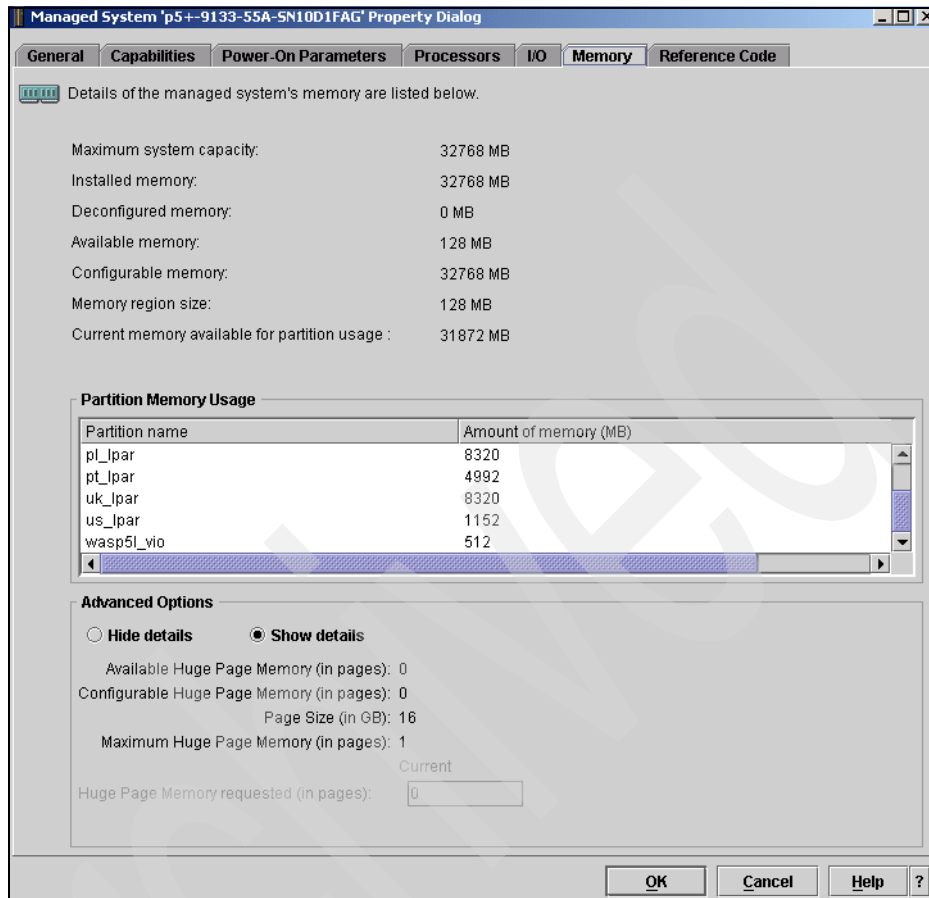 Managed System 'p5+-9133-55A-SN10D1FAG' Property Dialog
General Capabilities Power-On Parameters Processors I/O Memory Reference Code
Details of the managed system's memory are listed below.
Maximum system capacity: 32768 MB
Installed memory: 32768 MB
Deconfigured memory: 0 MB
Available memory: 128 MB
Configurable memory: 32768 MB
Memory region size: 128 MB
Current memory available for partition usage : 31872 MB
Partition Memory Usage
Partition name Amount of memory (MB)
pl_lpar 8320
pt_lpar 4992
uk_lpar 8320
us_lpar 1152
wasp5l_vio 512
Advanced Options
Hide details Show details
Available Huge Page Memory (in pages): 0
Configurable Huge Page Memory (in pages): 0
Page Size (in GB): 16
Maximum Huge Page Memory (in pages): 1
Current
Huge Page Memory requested (in pages): 0
OK Cancel Help ?